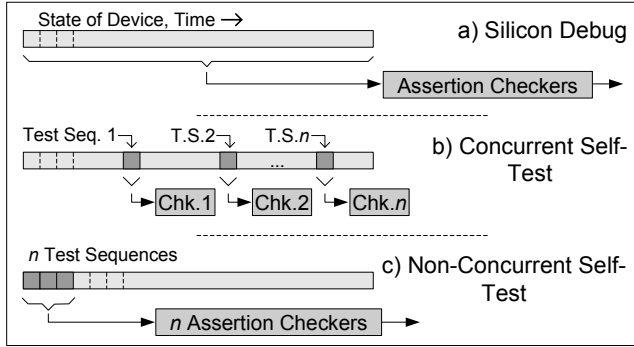 State of Device, Time →
a) Silicon Debug
Assertion Checkers
Test Seq. 1
T.S.2
T.S.n
b) Concurrent Self-
Test
...
Chk.1
Chk.2
Chk.n
n Test Sequences
c) Non-Concurrent Self-
Test
n Assertion Checkers